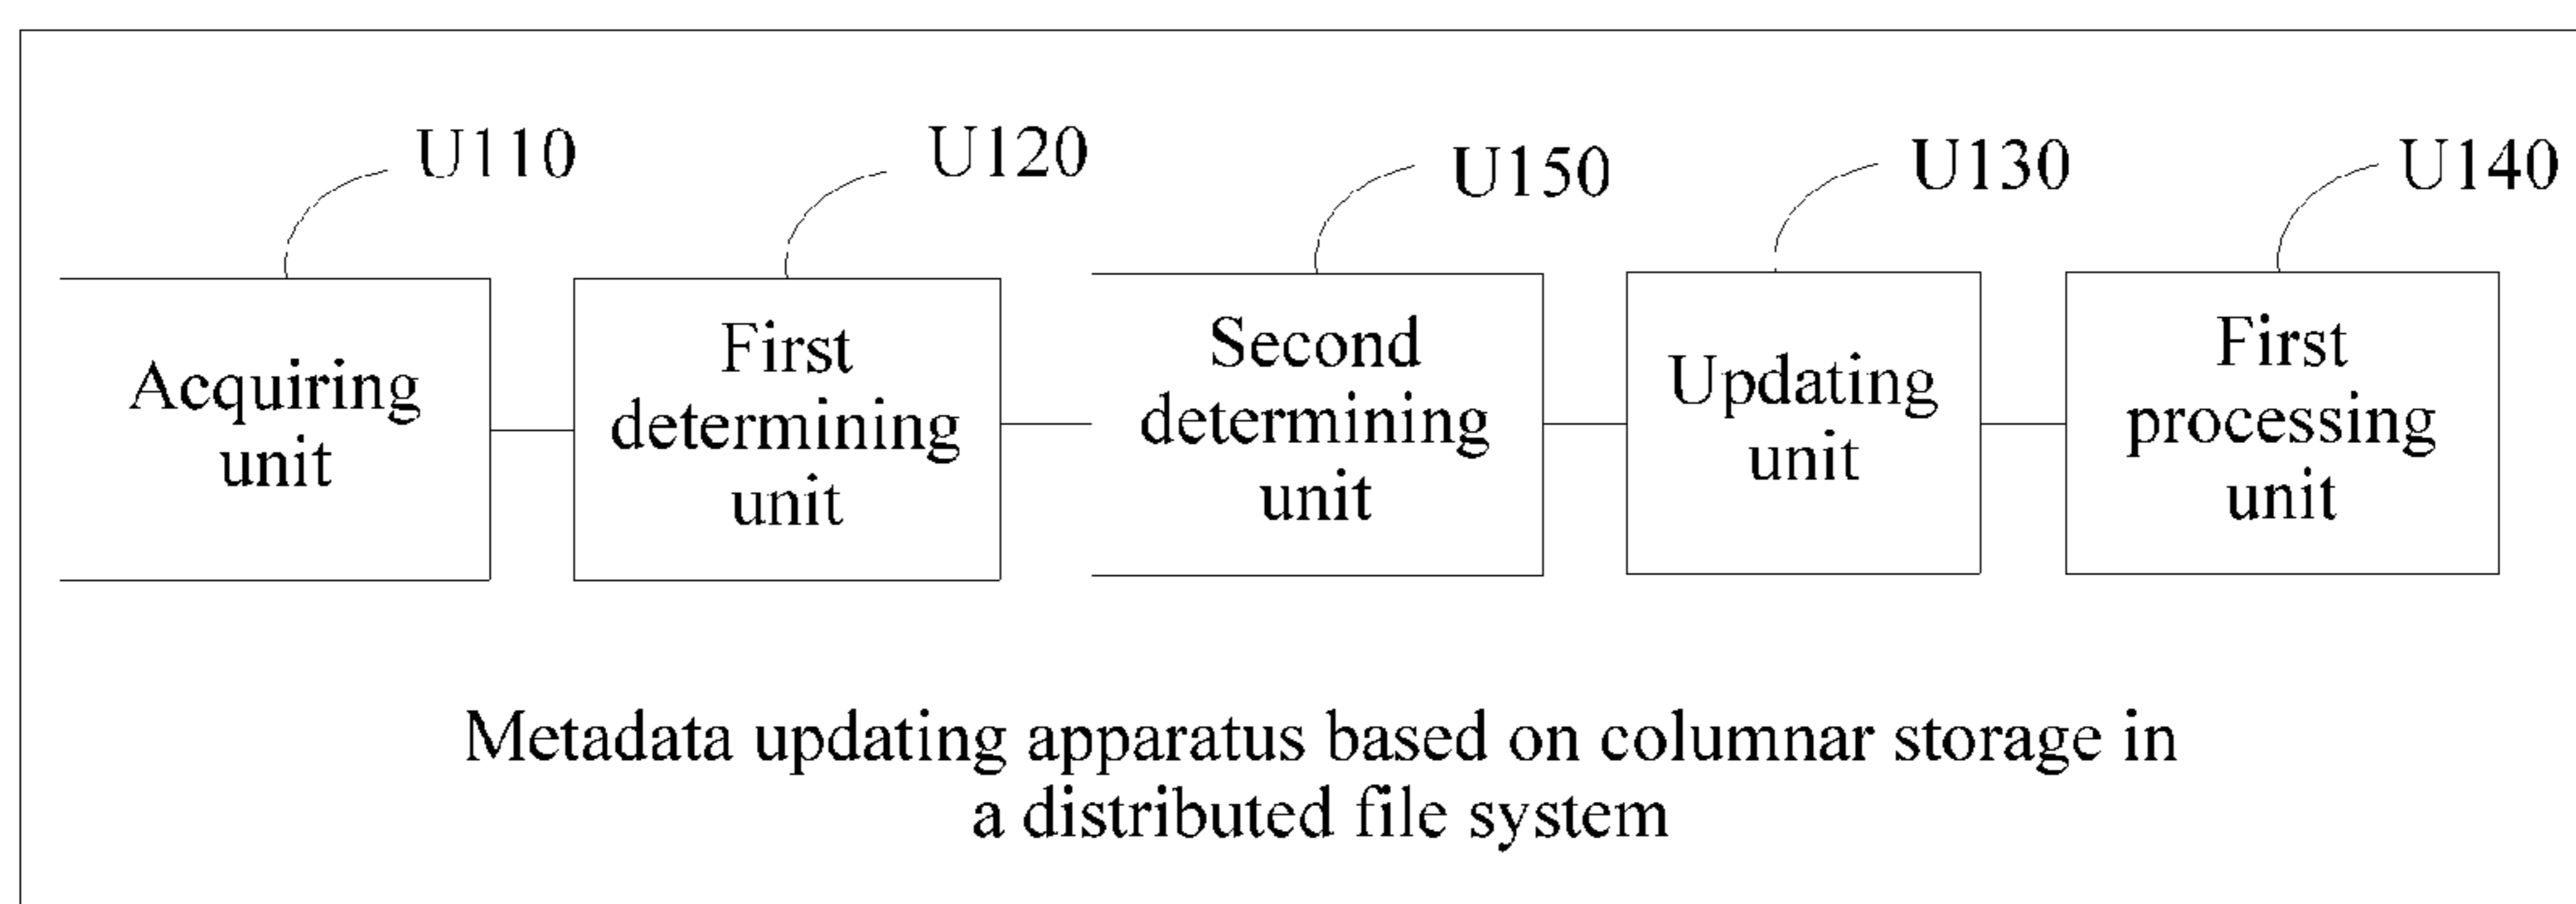 U110
U120
U150
U130
U140
Acquiring
unit
First
determining
unit
Second
determining
unit
Updating
unit
First
processing
unit
Metadata updating apparatus based on columnar storage in
a distributed file system